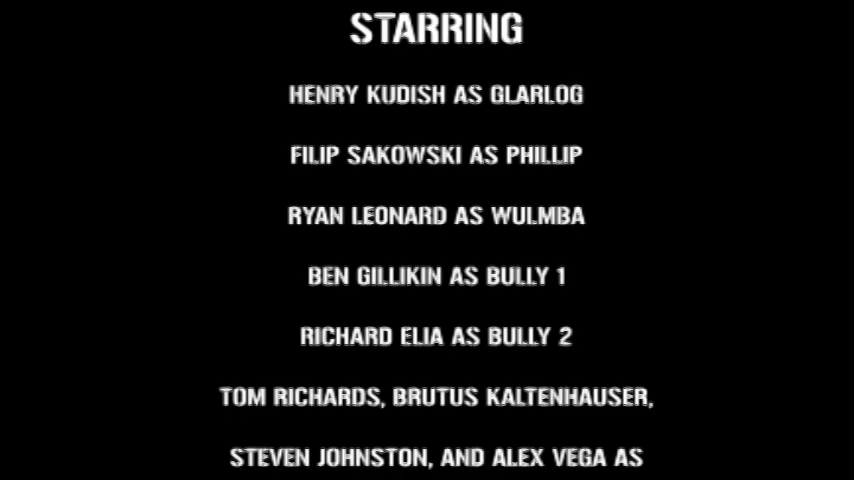 STARRING
HENRY KUDISH AS GLARLOG
FILIP SAKOWSKI AS PHILLIP
RYAN LEONARD AS WULMBA
BEN GILLIKIN AS BULLY 1
RICHARD ELIA AS BULLY 2
TOM RICHARDS, BRUTUS KALTENHAUSER,
STEVEN JOHNSTON, AND ALEX VEGA AS